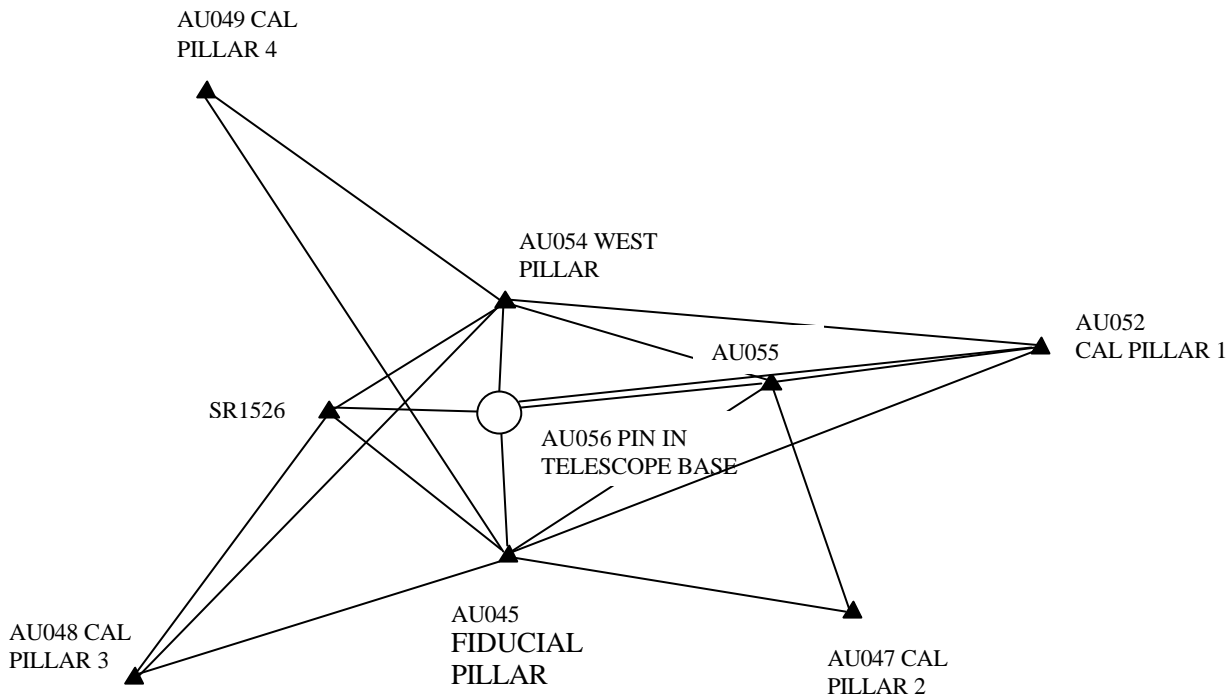 AU049 CAL
PILLAR 4
AU054 WEST
PILLAR
AU052
CAL PILLAR 1
AU055
SR1526
AU056 PIN IN
TELESCOPE BASE
AU045
FIDUCIAL
PILLAR
AU048 CAL
PILLAR 3
AU047 CAL
PILLAR 2